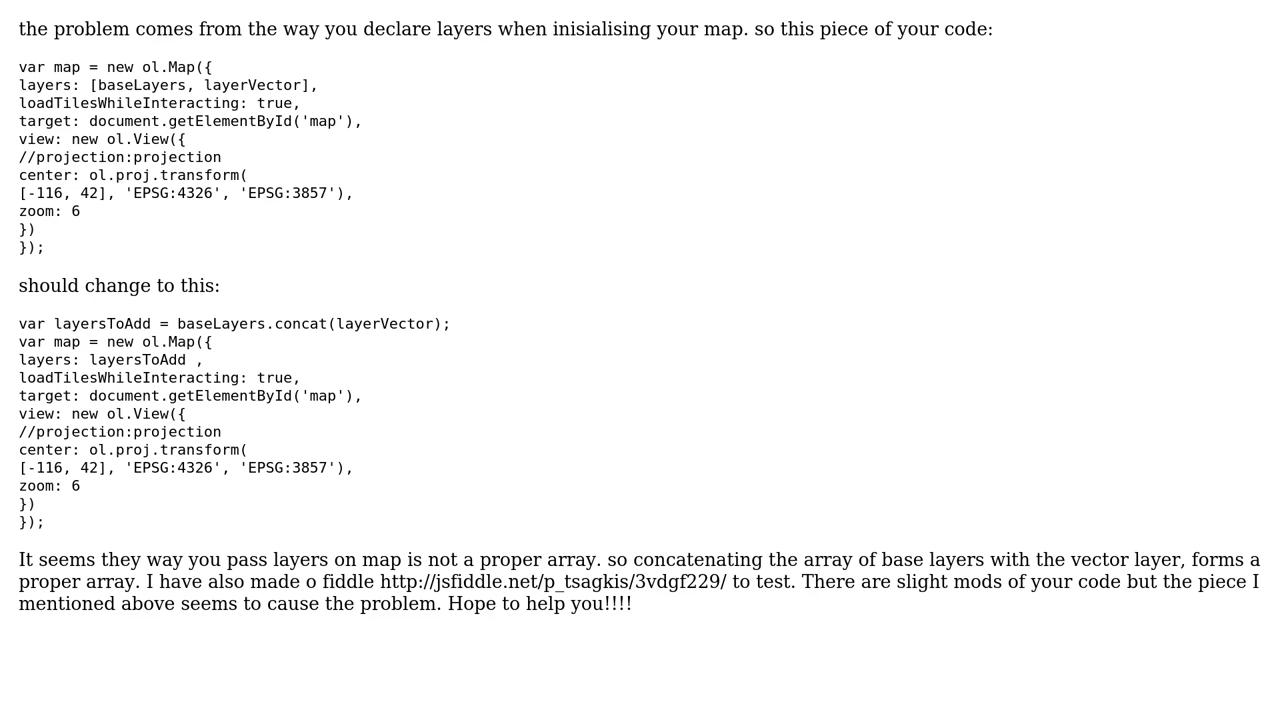 the problem comes from the way you declare layers when inisialising your map. so this piece of your code:
var map = new ol.Map({
layers: [baseLayers, layerVector],
loadTilesWhileInteracting: true,
target: document.getElementById('map'),
view: new ol.View({
//projection:projection
center: ol.proj.transform(
[-116, 42], 'EPSG:4326', 'EPSG:3857'),
zoom: 6
})
});
should change to this:
var layersToAdd = baseLayers.concat(layerVector);
var map = new ol.Map({
layers: layersToAdd ,
loadTilesWhileInteracting: true,
target: document.getElementById('map'),
view: new ol.View({
//projection:projection
center: ol.proj.transform(
[-116, 42], 'EPSG:4326', 'EPSG:3857'),
zoom: 6
})
});
It seems they way you pass layers on map is not a proper array. so concatenating the array of base layers with the vector layer, forms a
proper array. I have also made o fiddle http://jsfiddle.net/p_tsagkis/3vdgf229/ to test. There are slight mods of your code but the piece I
mentioned above seems to cause the problem. Hope to help you!!!!